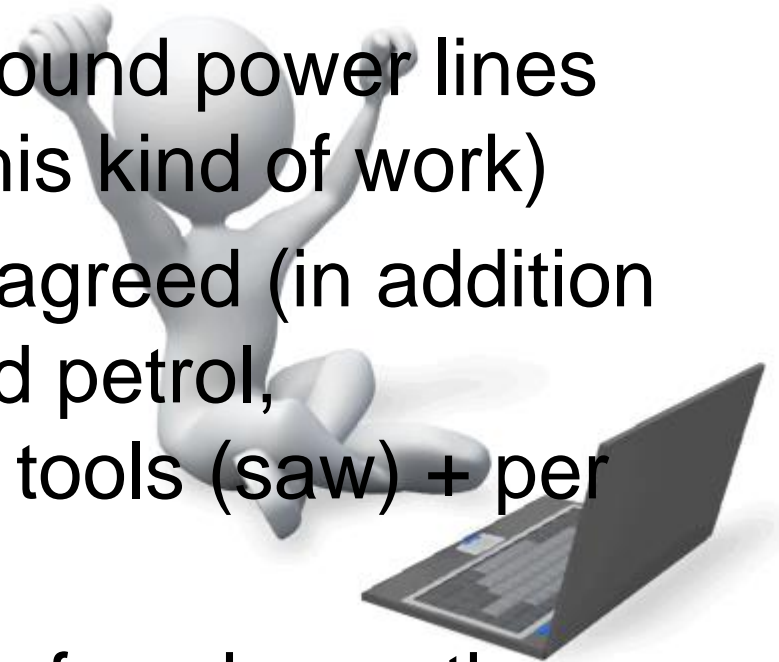 ound power lines
his kind of work)
agreed (in addition
d petrol,
tools (saw) + per